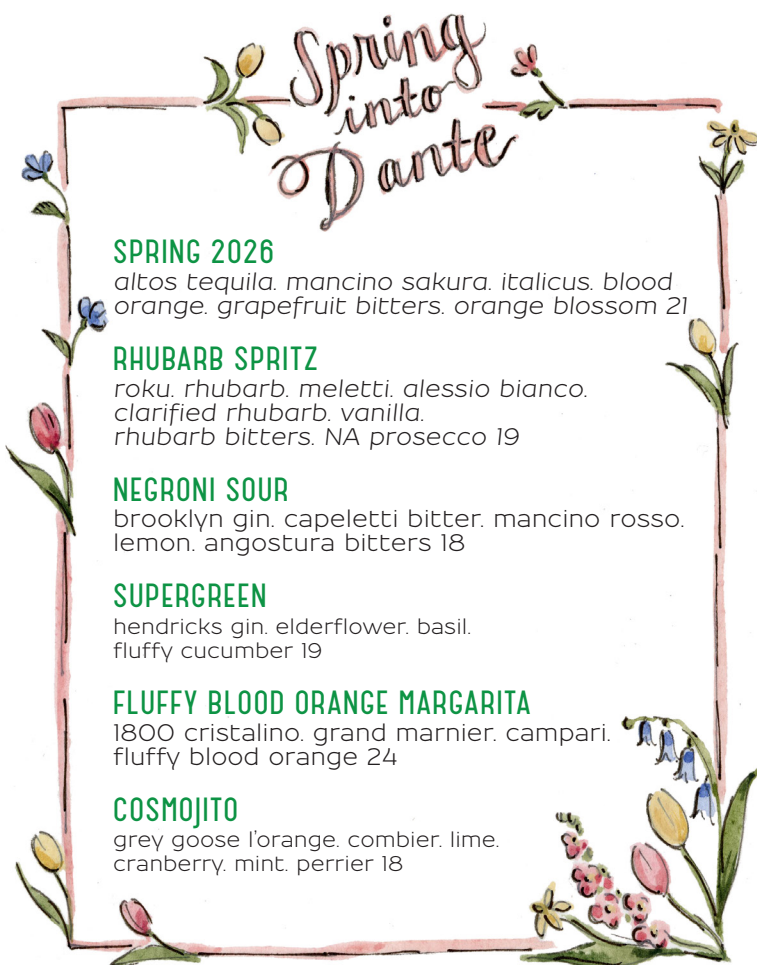 Spring
into
Dante
SPRING 2026
altos tequila. mancino sakura. italicus. blood
orange. grapefruit bitters. orange blossom 21
RHUBARB SPRITZ
roku. rhubarb. meletti. alessio bianco.
clarified rhubarb. vanilla.
rhubarb bitters. NA prosecco 19
NEGRONI SOUR
brooklyn gin. capeletti bitter. mancino rosso.
lemon. angostura bitters 18
SUPERGREEN
hendricks gin. elderflower. basil.
fluffy cucumber 19
FLUFFY BLOOD ORANGE MARGARITA
1800 cristalino. grand marnier. campari.
fluffy blood orange 24
COSMOJITO
grey goose l'orange. combier. lime.
cranberry. mint. perrier 18